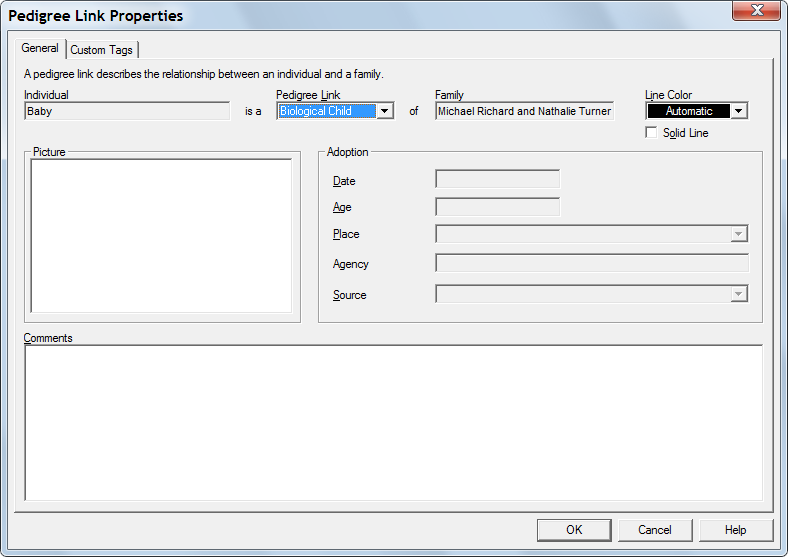 Pedigree Link Properties
General Custom Tags
A pedigree link describes the relationship between an individual and a family.
Individual Pedigree Link Family Line Color
Baby is a Biological Child of Michael Richard and Nathalie Turner Automatic
Solid Line
Picture Adoption
Date
Age
Place
Agency
Source
Comments
OK Cancel Help